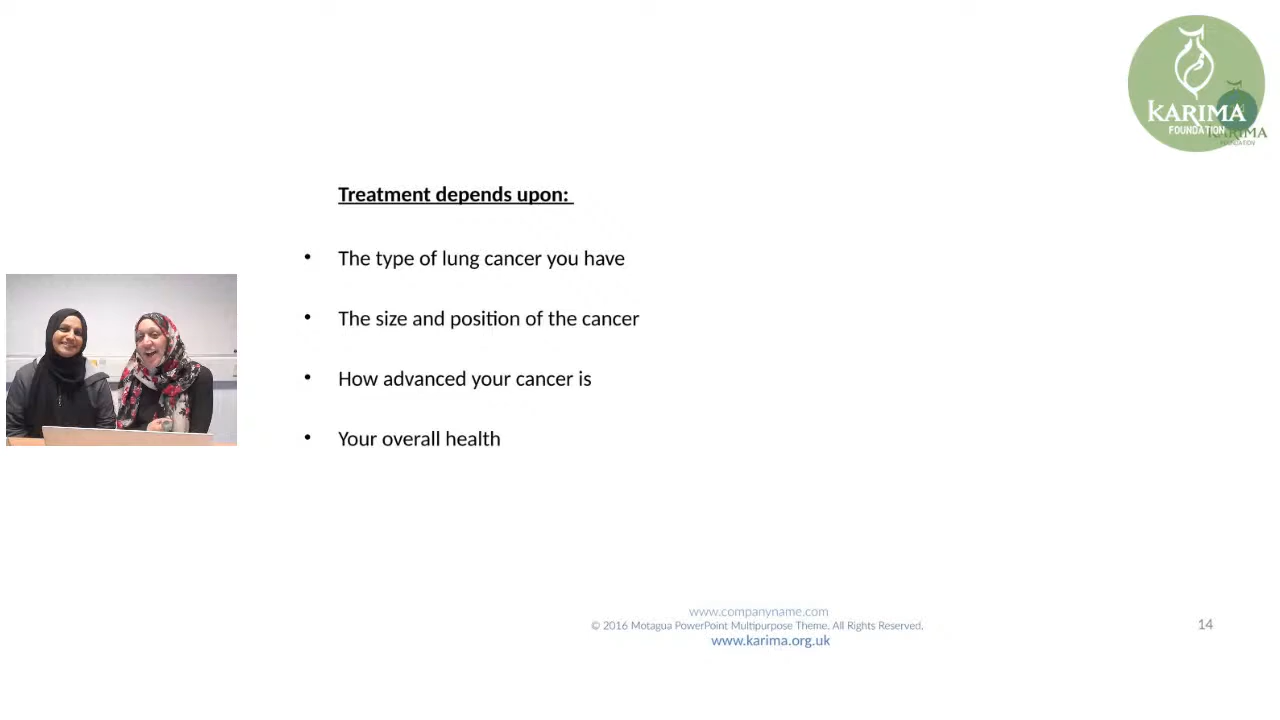 KARIMA
FOUNDATION
KARIMA
FOUNDATION
Treatment depends upon:
• The type of lung cancer you have
• The size and position of the cancer
• How advanced your cancer is
• Your overall health
www.companyname.com
© 2016 Motagua PowerPoint Multipurpose Theme. All Rights Reserved.
www.karima.org.uk
14